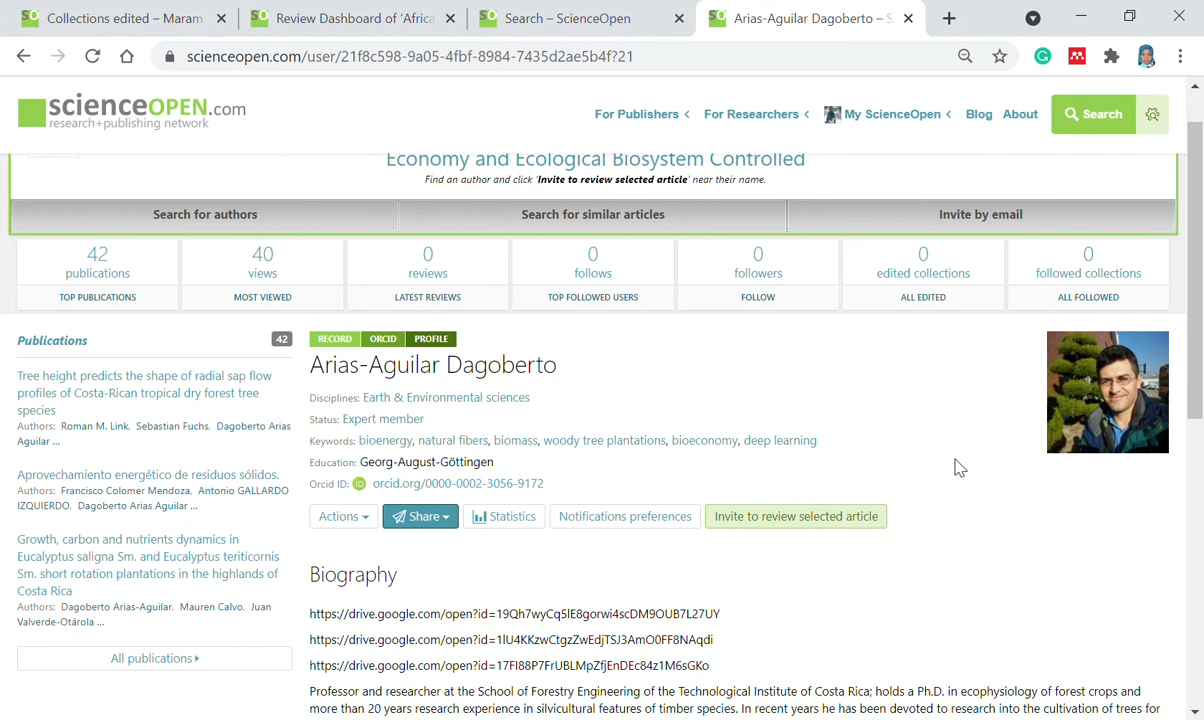 Collections edited – Maram
Review Dashboard of 'Africa
Search – ScienceOpen
Arias-Aguilar Dagoberto – S
scienceopen.com/user/21f8c598-9a05-4fbf-8984-7435d2ae5b4f?21
scienceOPEN.com
research+publishing network
For Publishers
For Researchers
My ScienceOpen
Blog
About
Search
Economy and Ecological Biosystem Controlled
Find an author and click 'Invite to review selected article' near their name.
Search for authors
Search for similar articles
Invite by email
42
publications
TOP PUBLICATIONS
40
views
MOST VIEWED
0
reviews
LATEST REVIEWS
0
follows
TOP FOLLOWED USERS
0
followers
FOLLOW
0
edited collections
ALL EDITED
0
followed collections
ALL FOLLOWED
Publications 42
Tree height predicts the shape of radial sap flow
profiles of Costa-Rican tropical dry forest tree
species
Authors: Roman M. Link, Sebastian Fuchs, Dagoberto Arias
Aguilar ...
Aprovechamiento energético de residuos sólidos.
Authors: Francisco Colomer Mendoza, Antonio GALLARDO
IZQUIERDO, Dagoberto Arias Aguilar ...
Growth, carbon and nutrients dynamics in
Eucalyptus saligna Sm. and Eucalyptus teriticornis
Sm. short rotation plantations in the highlands of
Costa Rica
Authors: Dagoberto Arias-Aguilar, Mauren Calvo, Juan
Valverde-Otárola ...
All publications
RECORD ORCID PROFILE
Arias-Aguilar Dagoberto
Disciplines: Earth & Environmental sciences
Status: Expert member
Keywords: bioenergy, natural fibers, biomass, woody tree plantations, bioeconomy, deep learning
Education: Georg-August-Göttingen
Orcid ID: iD orcid.org/0000-0002-3056-9172
Actions
Share
Statistics
Notifications preferences
Invite to review selected article
Biography
https://drive.google.com/open?id=19Qh7wyCq5lE8gorwi4scDM9OUB7L27UY
https://drive.google.com/open?id=1lU4KKzwCtgzZwEdjTSJ3AmO0FF8NAqdi
https://drive.google.com/open?id=17FI88P7FrUBLMpZfjEnDEc84z1M6sGKo
Professor and researcher at the School of Forestry Engineering of the Technological Institute of Costa Rica; holds a Ph.D. in ecophysiology of forest crops and
more than 20 years research experience in silvicultural features of timber species. In recent years he has been devoted to research into the cultivation of trees for